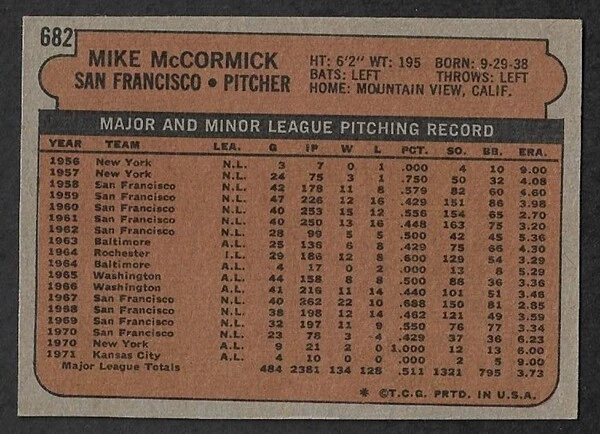 682
MIKE McCORMICK
SAN FRANCISCO • PITCHER
HT: 6'2" WT: 195 BORN: 9-29-38
BATS: LEFT THROWS: LEFT
HOME: MOUNTAIN VIEW, CALIF.
MAJOR AND MINOR LEAGUE PITCHING RECORD
YEAR TEAM LEA. G IP W L PCT. SO. BB. ERA.
1956 New York N.L. 3 7 0 1 .000 4 10 9.00
1957 New York N.L. 24 75 3 1 .750 50 32 4.08
1958 San Francisco N.L. 42 178 11 8 .579 82 60 4.60
1959 San Francisco N.L. 47 226 12 16 .429 151 86 3.98
1960 San Francisco N.L. 40 253 15 12 .556 154 65 2.70
1961 San Francisco N.L. 40 250 13 16 .448 163 75 3.20
1962 San Francisco N.L. 28 99 5 5 .500 42 45 5.36
1963 Baltimore A.L. 25 136 6 8 .429 75 66 4.30
1964 Rochester I.L. 29 186 12 8 .600 129 54 3.29
1964 Baltimore A.L. 4 17 0 2 .000 13 8 5.29
1965 Washington A.L. 44 158 8 8 .500 88 36 3.36
1966 Washington A.L. 41 216 11 14 .440 101 51 3.46
1967 San Francisco N.L. 40 262 22 10 .688 150 81 2.85
1968 San Francisco N.L. 38 198 12 14 .462 121 49 3.59
1969 San Francisco N.L. 32 197 11 9 .550 76 77 3.34
1970 San Francisco N.L. 23 78 3 4 .429 37 36 6.23
1970 New York A.L. 9 21 2 0 1.000 12 13 6.00
1971 Kansas City A.L. 4 10 0 0 .000 2 5 9.00
Major League Totals 484 2381 134 128 .511 1321 795 3.73
* ©T.C.G. PRTD. IN U.S.A.